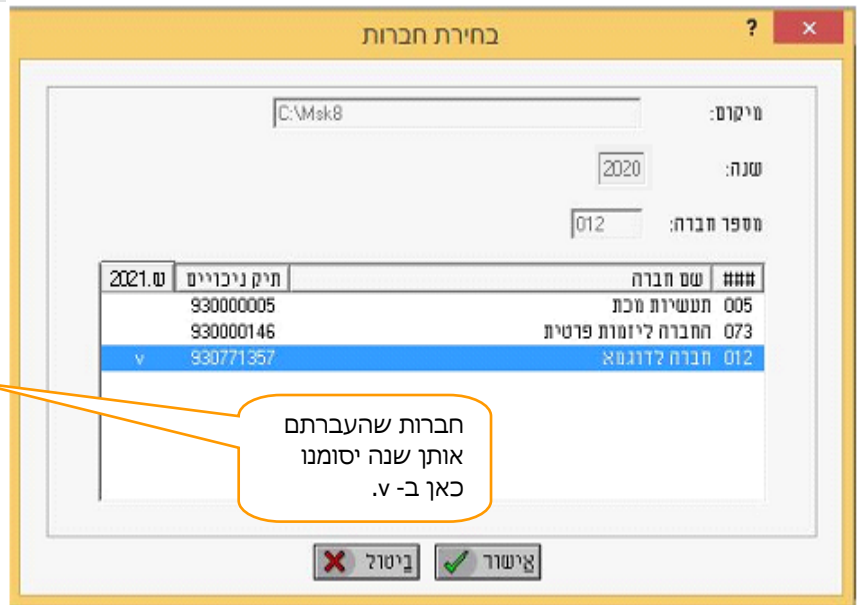 בחירת חברות
?
מיקום: C:\Msk8
שנה: 2020
מספר חברה: 012
### שם חברה תיק ניכויים ש.2021
005 תעשיות מכת 930000005
073 החברה ליזמות פרטית 930000146
012 חברה לדוגמא 930771357 v
חברות שהעברתם
אותן שנה יסומנו
כאן ב- v.
אישור ביטול